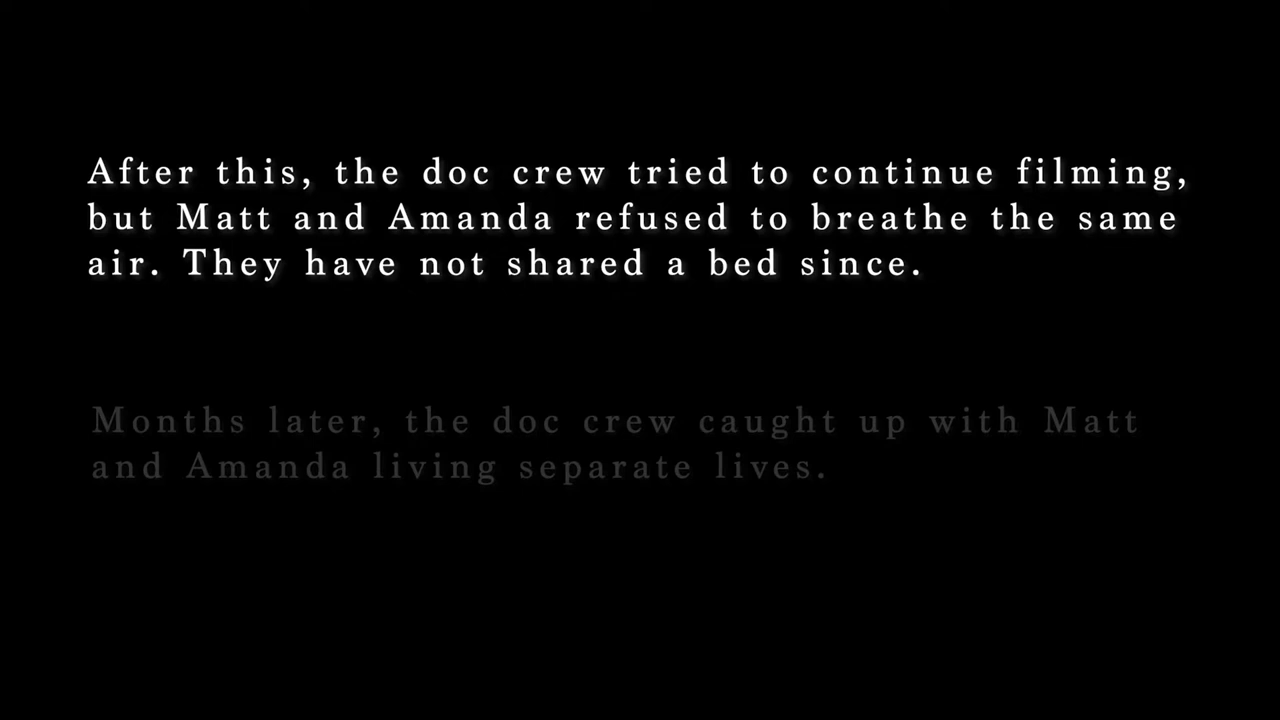 After this, the doc crew tried to continue filming,
but Matt and Amanda refused to breathe the same
air. They have not shared a bed since.
Months later, the doc crew caught up with Matt
and Amanda living separate lives.